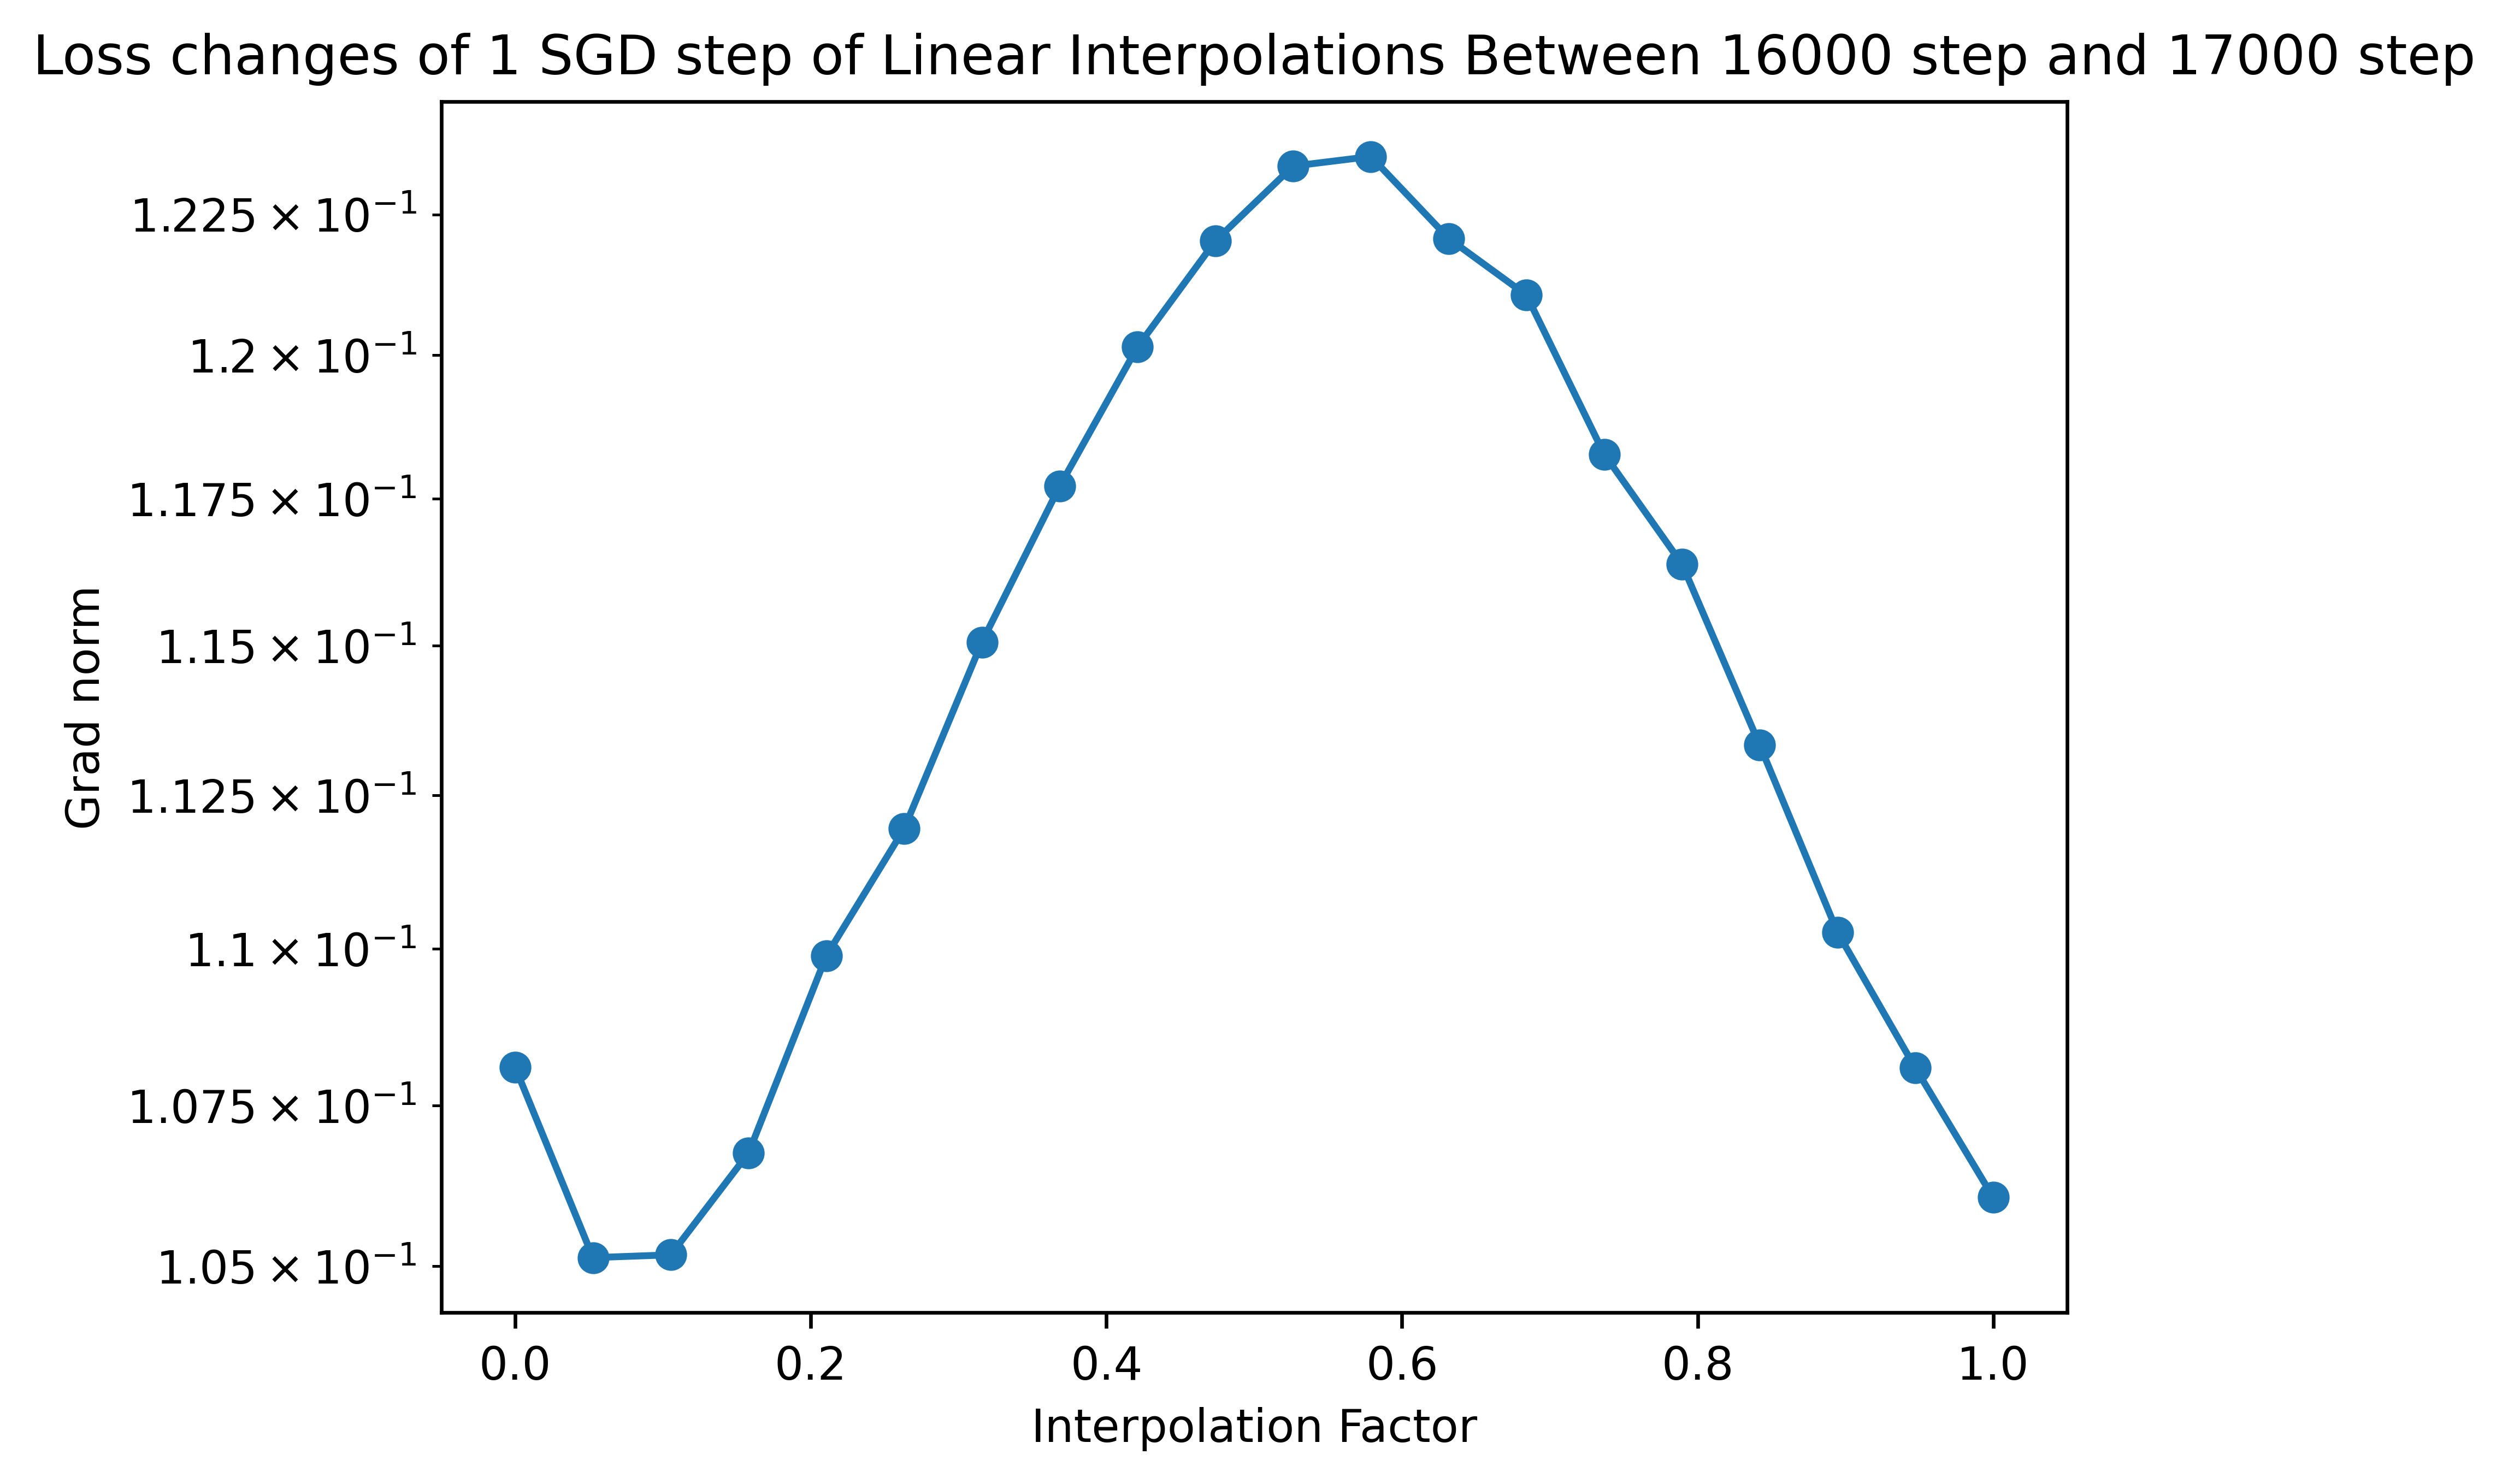 Loss changes of 1 SGD step of Linear Interpolations Between 16000 step and 17000 step
Grad norm
1.225 × 10⁻¹
1.2 × 10⁻¹
1.175 × 10⁻¹
1.15 × 10⁻¹
1.125 × 10⁻¹
1.1 × 10⁻¹
1.075 × 10⁻¹
1.05 × 10⁻¹
0.0 0.2 0.4 0.6 0.8 1.0
Interpolation Factor